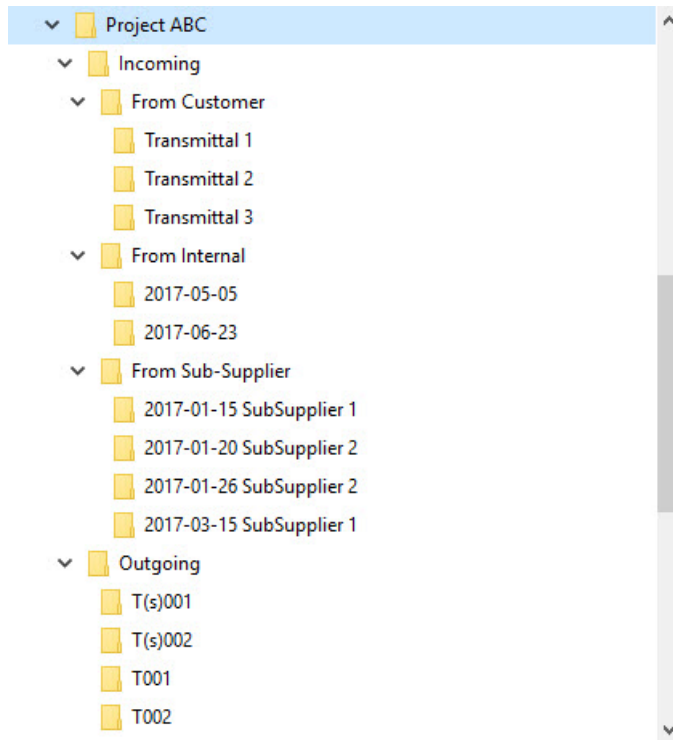 Project ABC
Incoming
From Customer
Transmittal 1
Transmittal 2
Transmittal 3
From Internal
2017-05-05
2017-06-23
From Sub-Supplier
2017-01-15 SubSupplier 1
2017-01-20 SubSupplier 2
2017-01-26 SubSupplier 2
2017-03-15 SubSupplier 1
Outgoing
T(s)001
T(s)002
T001
T002